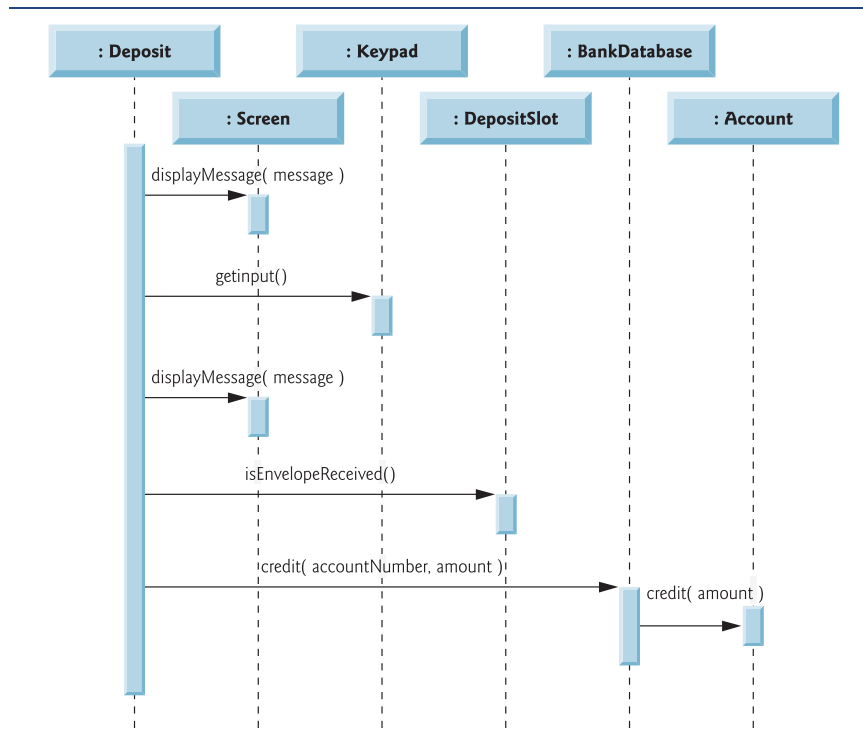 : Deposit
: Keypad
: BankDatabase
: Screen
: DepositSlot
: Account
displayMessage( message )
getinput()
displayMessage( message )
isEnvelopeReceived()
credit( accountNumber, amount )
credit( amount )